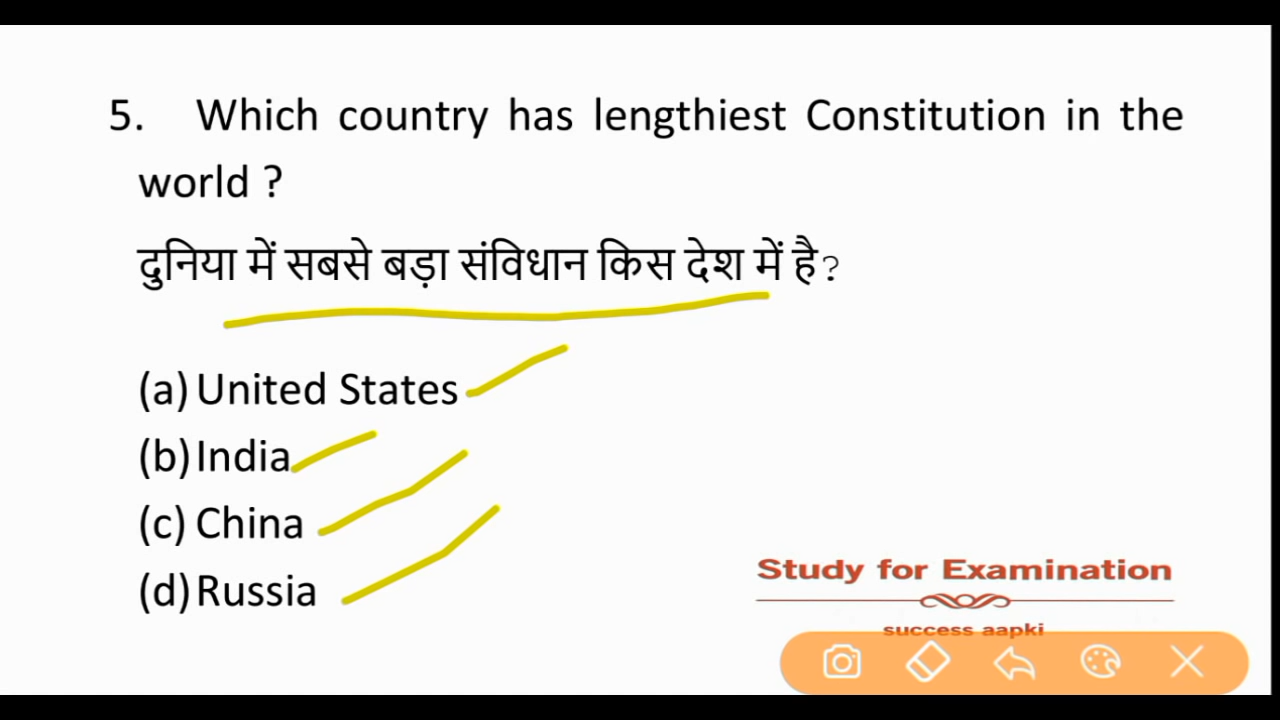 5. Which country has lengthiest Constitution in the
world ?
दुनिया में सबसे बड़ा संविधान किस देश में है?
(a) United States
(b) India
(c) China
(d) Russia
Study for Examination
success aapki